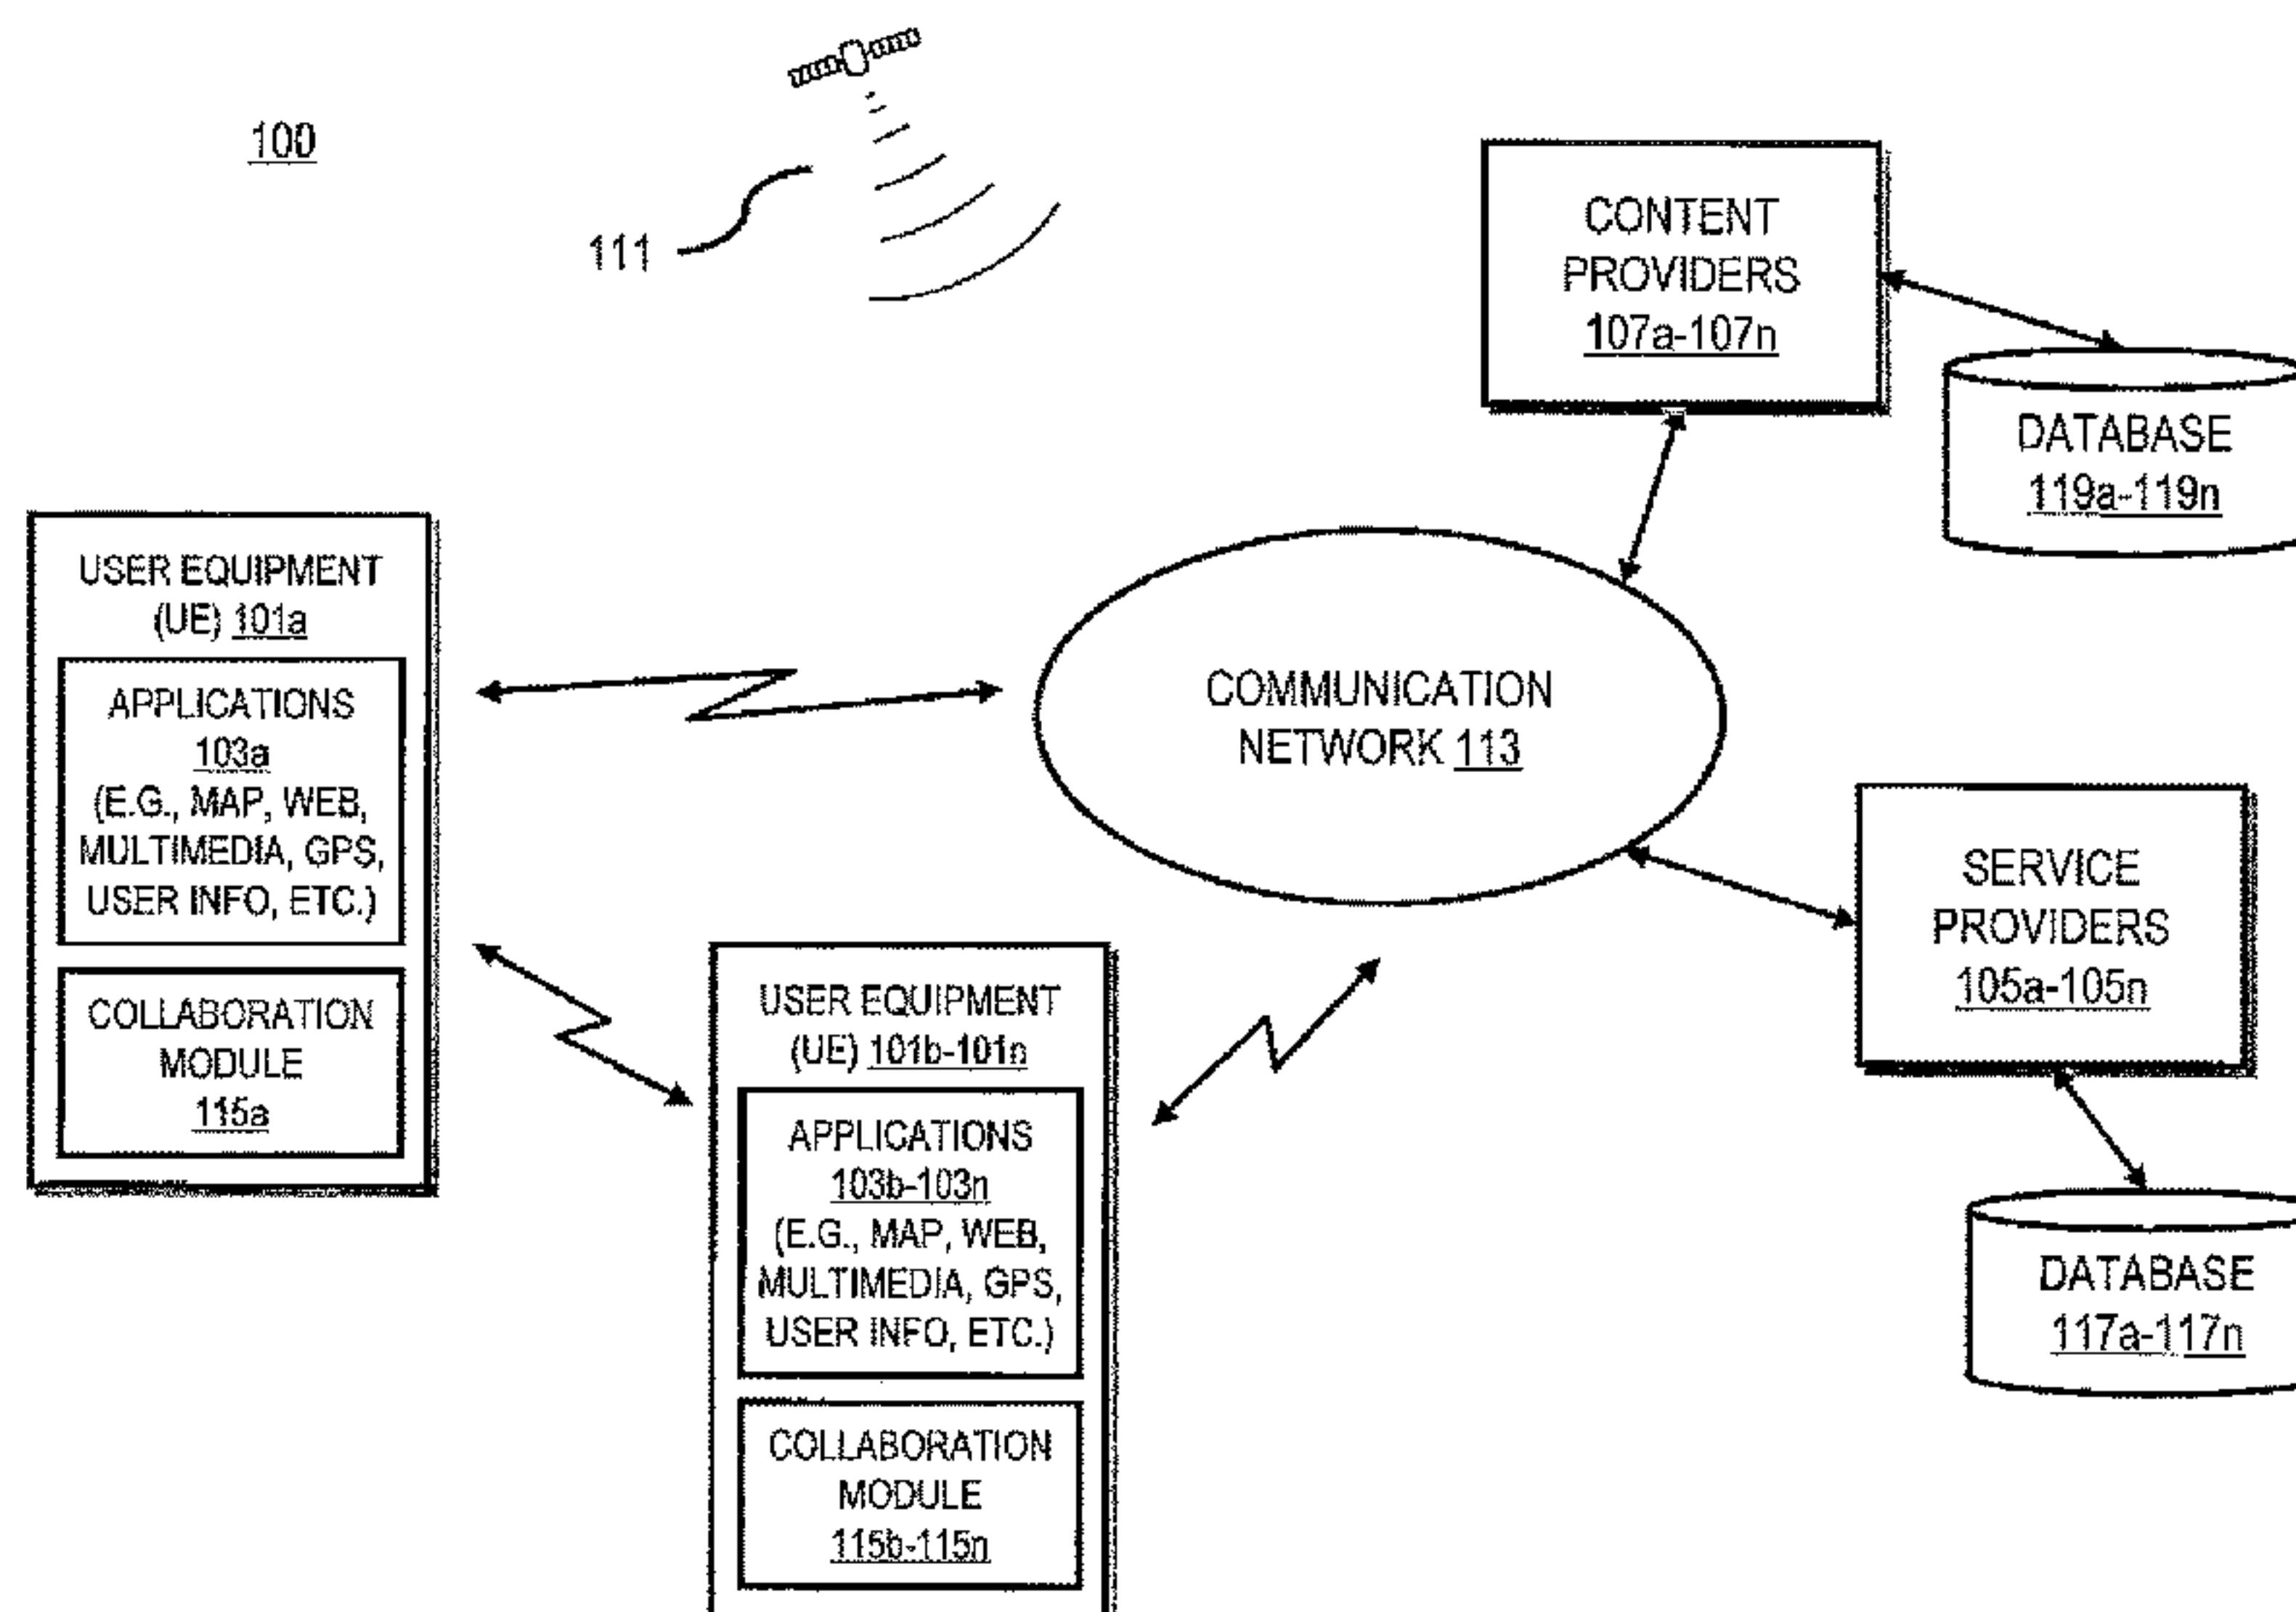 100
111
CONTENT
PROVIDERS
107a-107n
DATABASE
119a-119n
USER EQUIPMENT
(UE) 101a
APPLICATIONS
103a
(E.G., MAP, WEB,
MULTIMEDIA, GPS,
USER INFO, ETC.)
COLLABORATION
MODULE
115a
COMMUNICATION
NETWORK 113
SERVICE
PROVIDERS
105a-105n
DATABASE
117a-117n
USER EQUIPMENT
(UE) 101b-101n
APPLICATIONS
103b-103n
(E.G., MAP, WEB,
MULTIMEDIA, GPS,
USER INFO, ETC.)
COLLABORATION
MODULE
115b-115n